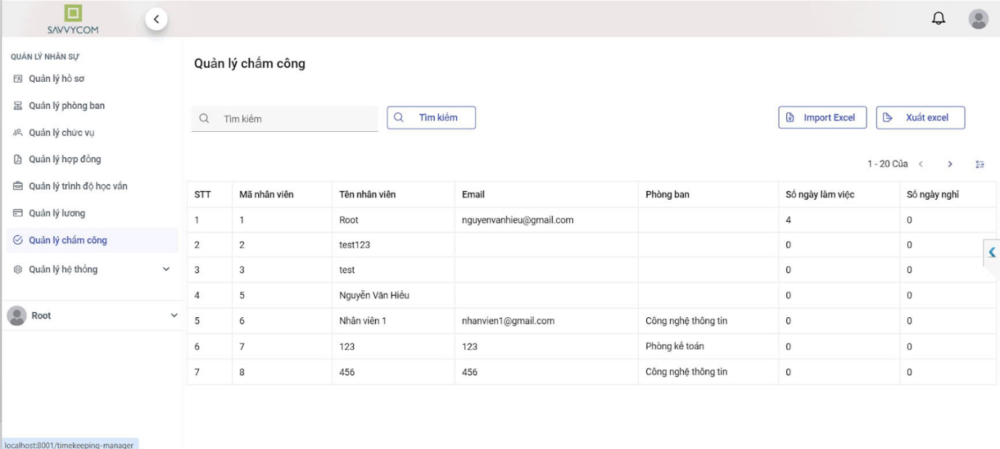 SAVVYCOM
QUẢN LÝ NHÂN SỰ
Quản lý hồ sơ
Quản lý phòng ban
Quản lý chức vụ
Quản lý hợp đồng
Quản lý trình độ học vấn
Quản lý lương
Quản lý chấm công
Quản lý hệ thống
Root
localhost:8001/timekeeping-manager
Quản lý chấm công
Tìm kiếm Tìm kiếm Import Excel Xuất excel
1 - 20 Của
STT Mã nhân viên Tên nhân viên Email Phòng ban Số ngày làm việc Số ngày nghỉ
1 1 Root nguyenvanhieu@gmail.com 4 0
2 2 test123 0 0
3 3 test 0 0
4 5 Nguyễn Văn Hiếu 0 0
5 6 Nhân viên 1 nhanvien1@gmail.com Công nghệ thông tin 0 0
6 7 123 123 Phòng kế toán 0 0
7 8 456 456 Công nghệ thông tin 0 0